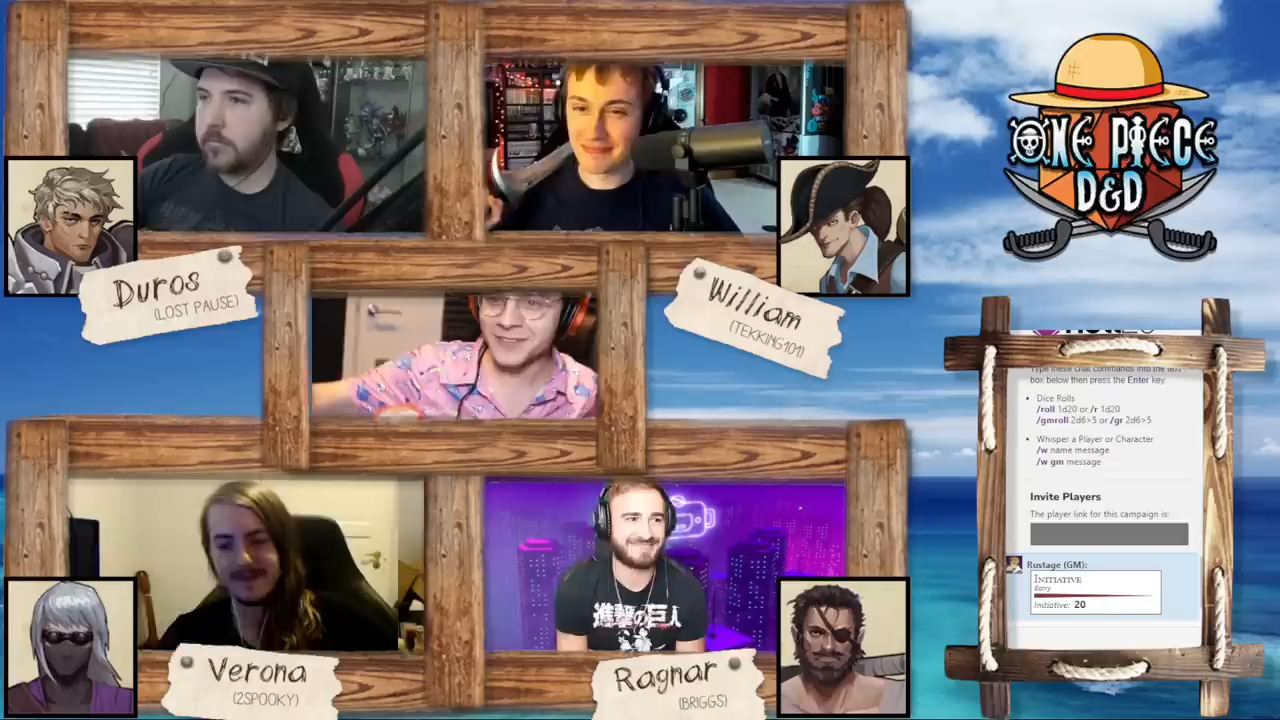 Duros
(LOST PAUSE)
William
(TEKKING101)
ONE PIECE
D&D
Type these chat commands into the text
box below then press the Enter key.
Dice Rolls
/roll 1d20 or /r 1d20
/gmroll 2d6>5 or /gr 2d6>5
Whisper a Player or Character
/w name message
/w gm message
Invite Players
The player link for this campaign is:
Rustage (GM):
INITIATIVE
Barry
Initiative: 20
進撃の巨人
Verona
(2SPOOKY)
Ragnar
(BRIGGS)